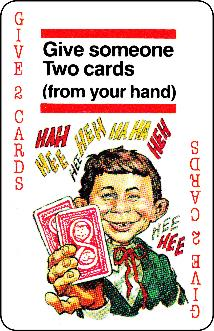 GIVE 2 CARDS
Give someone
Two cards
(from your hand)
HAH
HEE
HEE
HEH
HA HA
HEH
HEE
HEE
GIVE 2 CARDS